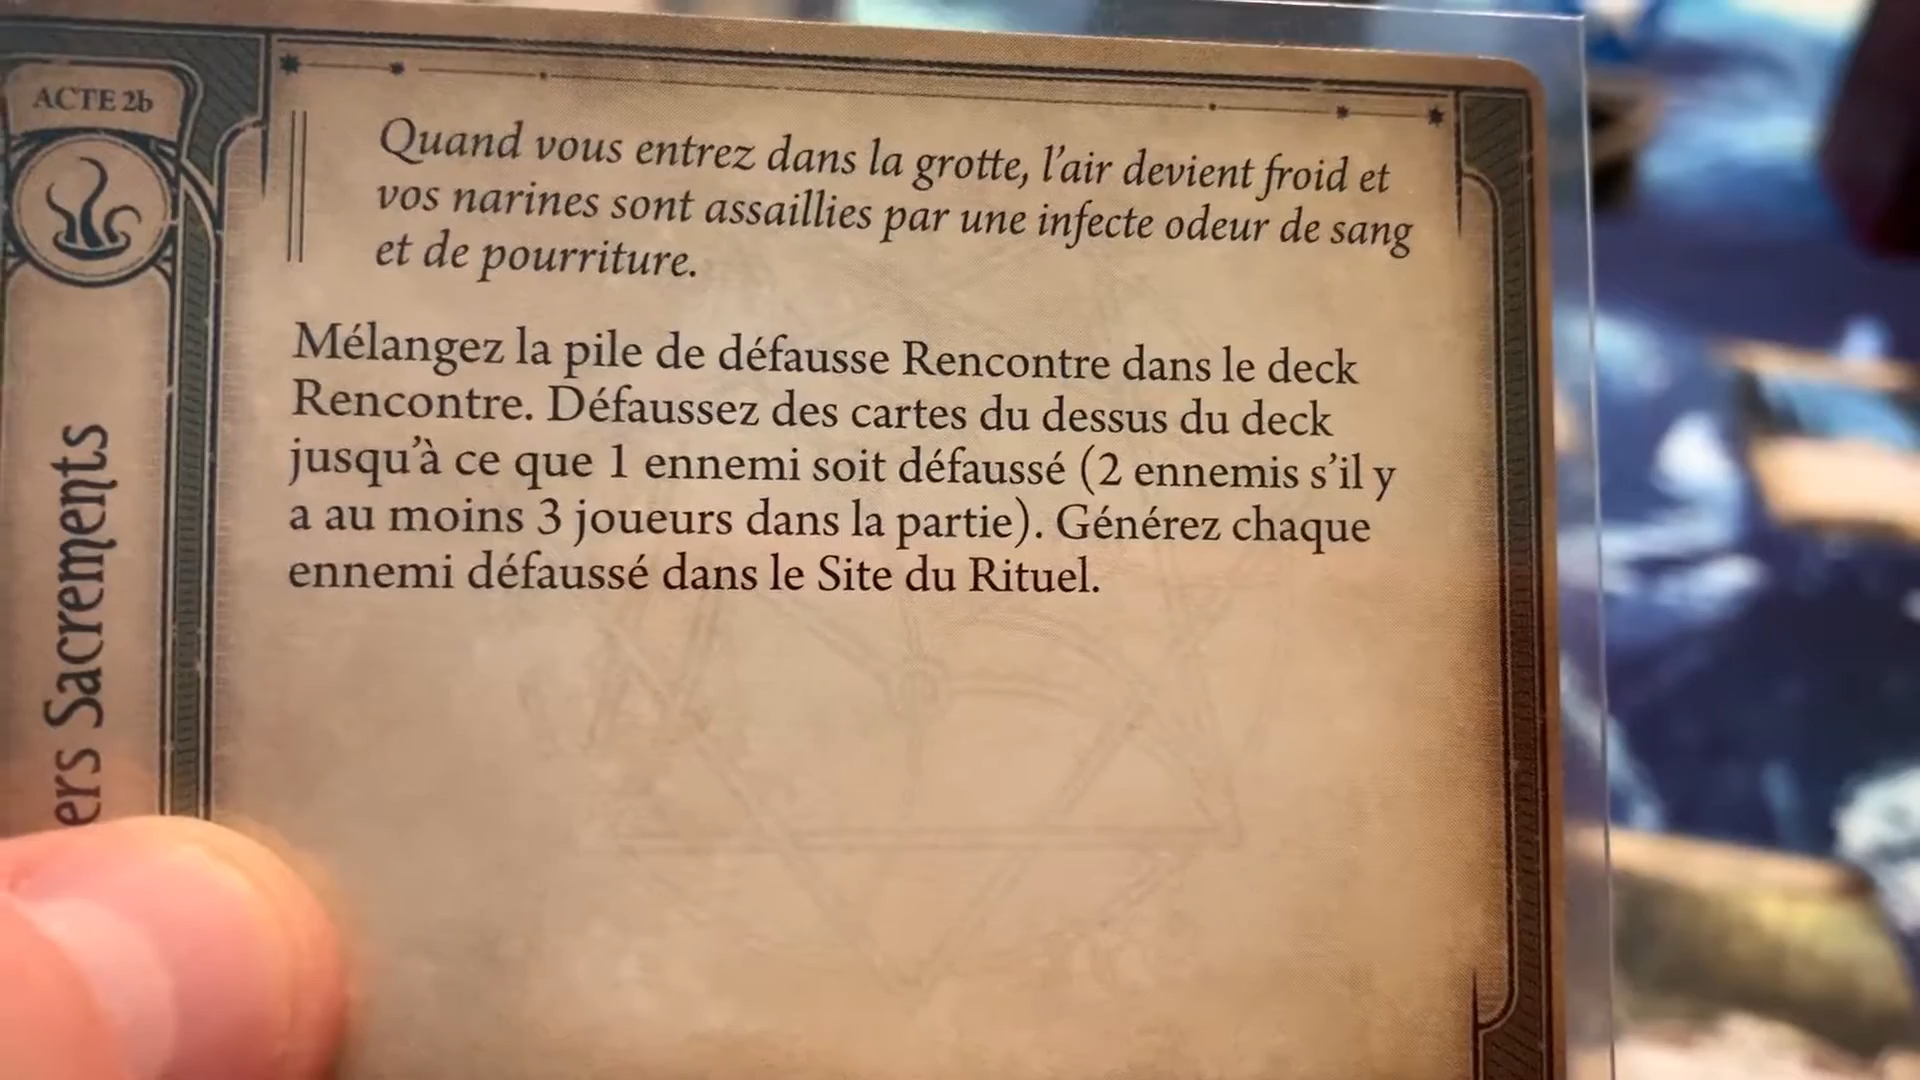 ACTE 2b
Quand vous entrez dans la grotte, l'air devient froid et
vos narines sont assaillies par une infecte odeur de sang
et de pourriture.
Mélangez la pile de défausse Rencontre dans le deck
Rencontre. Défaussez des cartes du dessus du deck
jusqu'à ce que 1 ennemi soit défaussé (2 ennemis s'il y
a au moins 3 joueurs dans la partie). Générez chaque
ennemi défaussé dans le Site du Rituel.
ers Sacrements